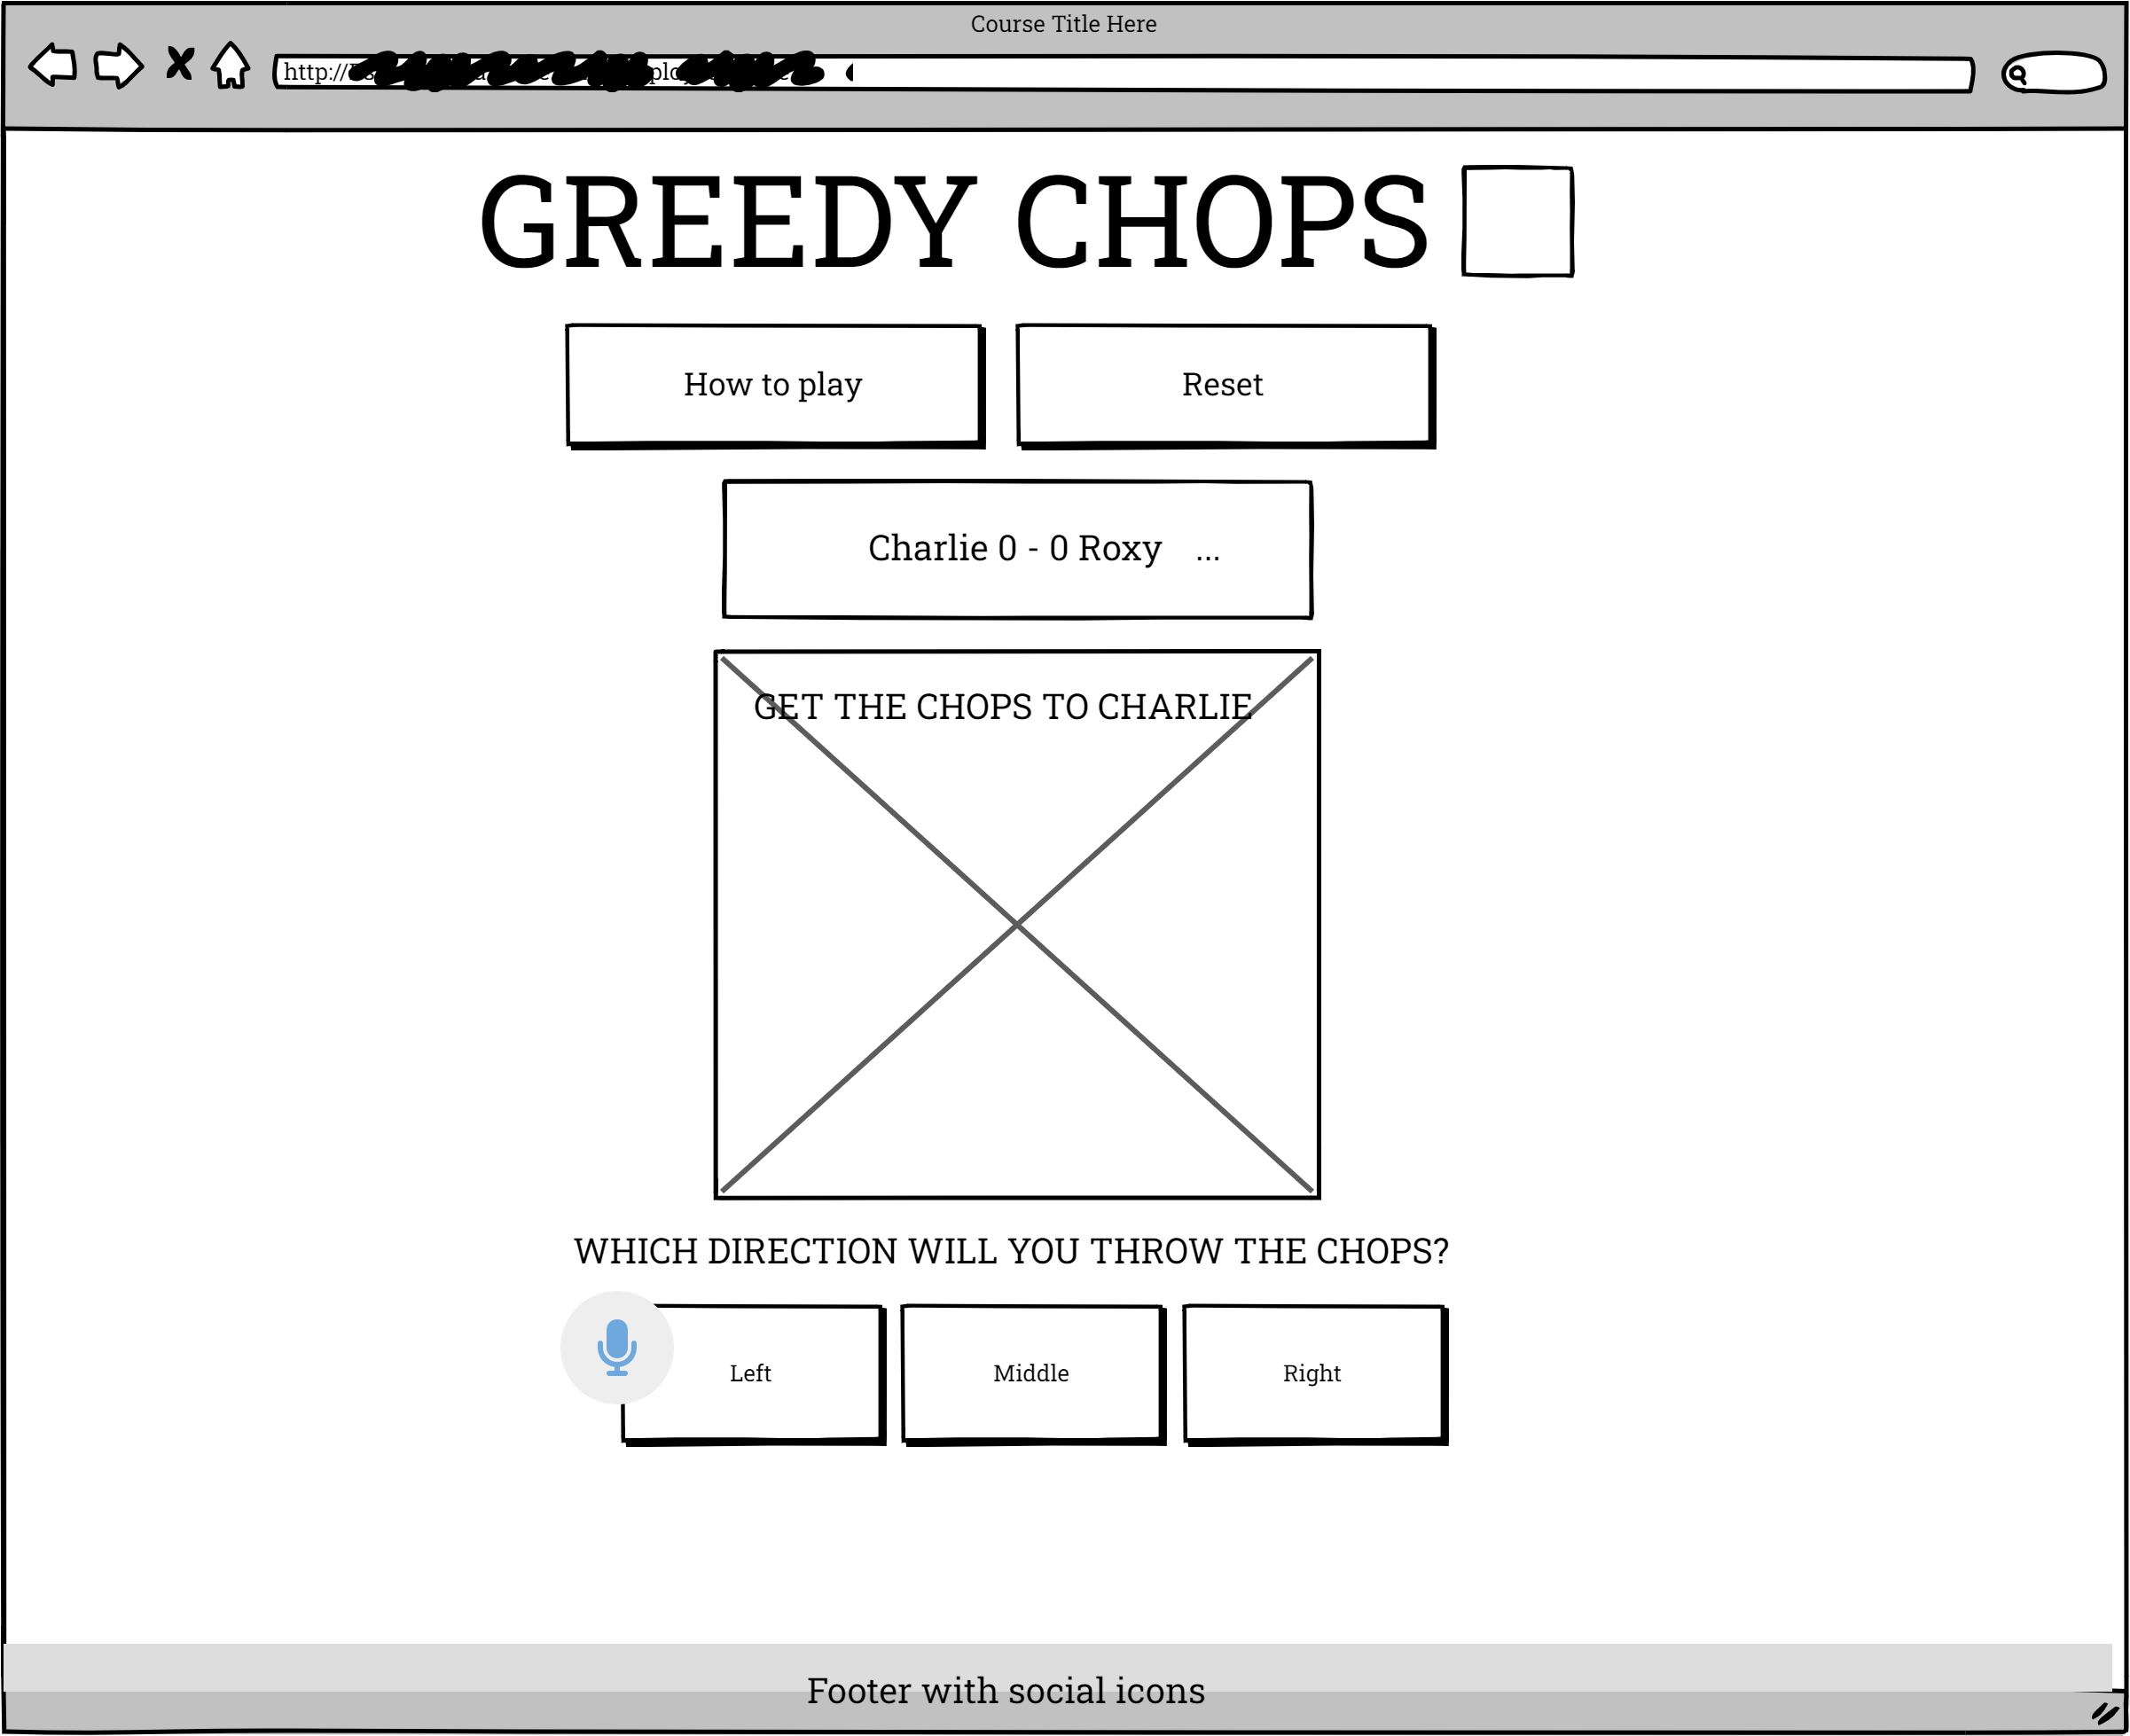 Course Title Here
http://
GREEDY CHOPS
How to play
Reset
Charlie 0 - 0 Roxy ...
GET THE CHOPS TO CHARLIE
WHICH DIRECTION WILL YOU THROW THE CHOPS?
Left
Middle
Right
Footer with social icons